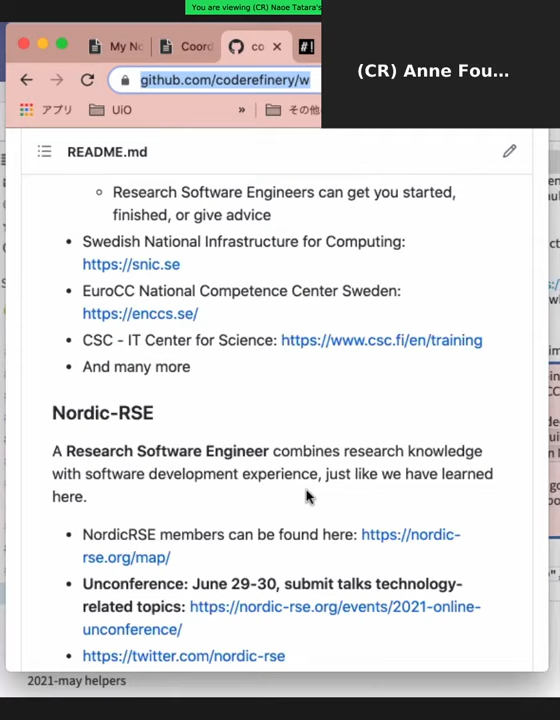 You are viewing (CR) Naoe Tatara's
(CR) Anne Fou...
My No
Coord
co
github.com/coderefinery/w
アプリ
UiO
»
その他
README.md
Research Software Engineers can get you started,
finished, or give advice
Swedish National Infrastructure for Computing:
https://snic.se
EuroCC National Competence Center Sweden:
https://enccs.se/
CSC - IT Center for Science: https://www.csc.fi/en/training
And many more
Nordic-RSE
A Research Software Engineer combines research knowledge
with software development experience, just like we have learned
here.
NordicRSE members can be found here: https://nordic-
rse.org/map/
Unconference: June 29-30, submit talks technology-
related topics: https://nordic-rse.org/events/2021-online-
unconference/
https://twitter.com/nordic-rse
2021-may helpers